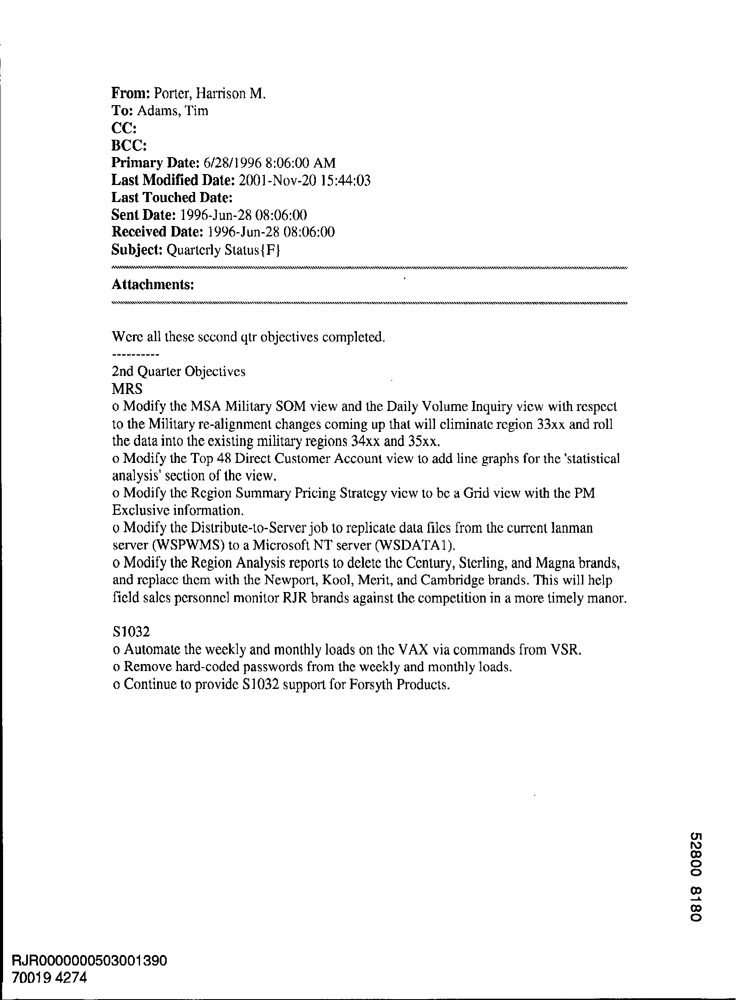 From: Porter, Harrison M.
To: Adams, Tim
CC:
BCC:
Primary Date: 6/28/1996 8:06:00 AM
Last Modified Date: 2001-Nov-20 15:44:03
Last Touched Date:
Sent Date: 1996-Jun-28 08:06:00
Received Date: 1996-Jun-28 08:06:00
Subject: Quarterly Status{F}
Attachments:
Were all these second qtr objectives completed.
----------
2nd Quarter Objectives
MRS
o Modify the MSA Military SOM view and the Daily Volume Inquiry view with respect
to the Military re-alignment changes coming up that will eliminate region 33xx and roll
the data into the existing military regions 34xx and 35xx.
o Modify the Top 48 Direct Customer Account view to add line graphs for the 'statistical
analysis' section of the view.
o Modify the Region Summary Pricing Strategy view to be a Grid view with the PM
Exclusive information.
o Modify the Distribute-to-Server job to replicate data files from the current lanman
server (WSPWMS) to a Microsoft NT server (WSDATA1).
o Modify the Region Analysis reports to delete the Century, Sterling, and Magna brands,
and replace them with the Newport, Kool, Merit, and Cambridge brands. This will help
field sales personnel monitor RJR brands against the competition in a more timely manor.
S1032
o Automate the weekly and monthly loads on the VAX via commands from VSR.
o Remove hard-coded passwords from the weekly and monthly loads.
o Continue to provide S1032 support for Forsyth Products.
52800 8180
RJR0000000503001390
70019 4274